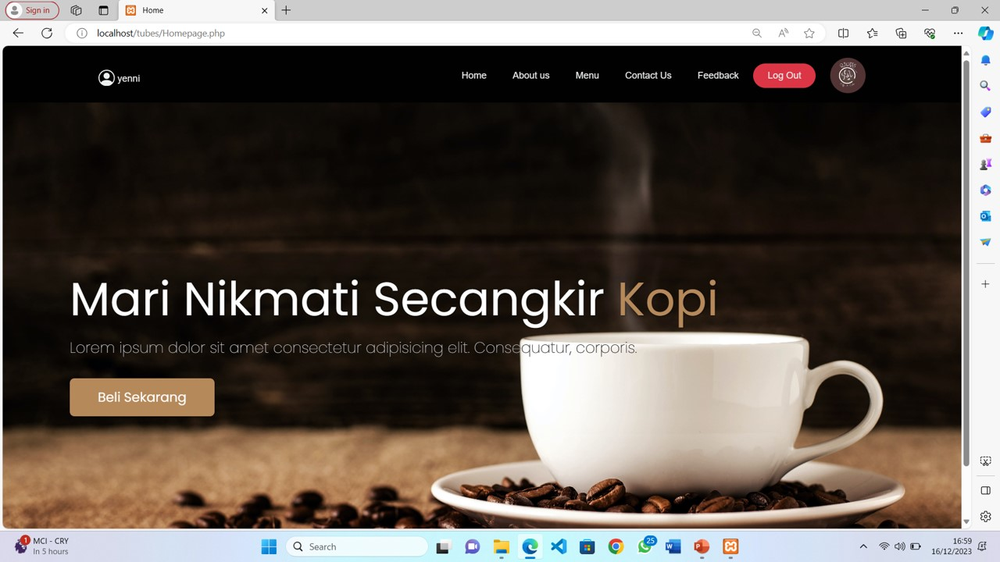 Sign in
Home
localhost/tubes/Homepage.php
yenni
Home
About us
Menu
Contact Us
Feedback
Log Out
Mari Nikmati Secangkir Kopi
Lorem ipsum dolor sit amet consectetur adipisicing elit. Consequatur, corporis.
Beli Sekarang
1
MCI - CRY
In 5 hours
Search
25
16:59
16/12/2023